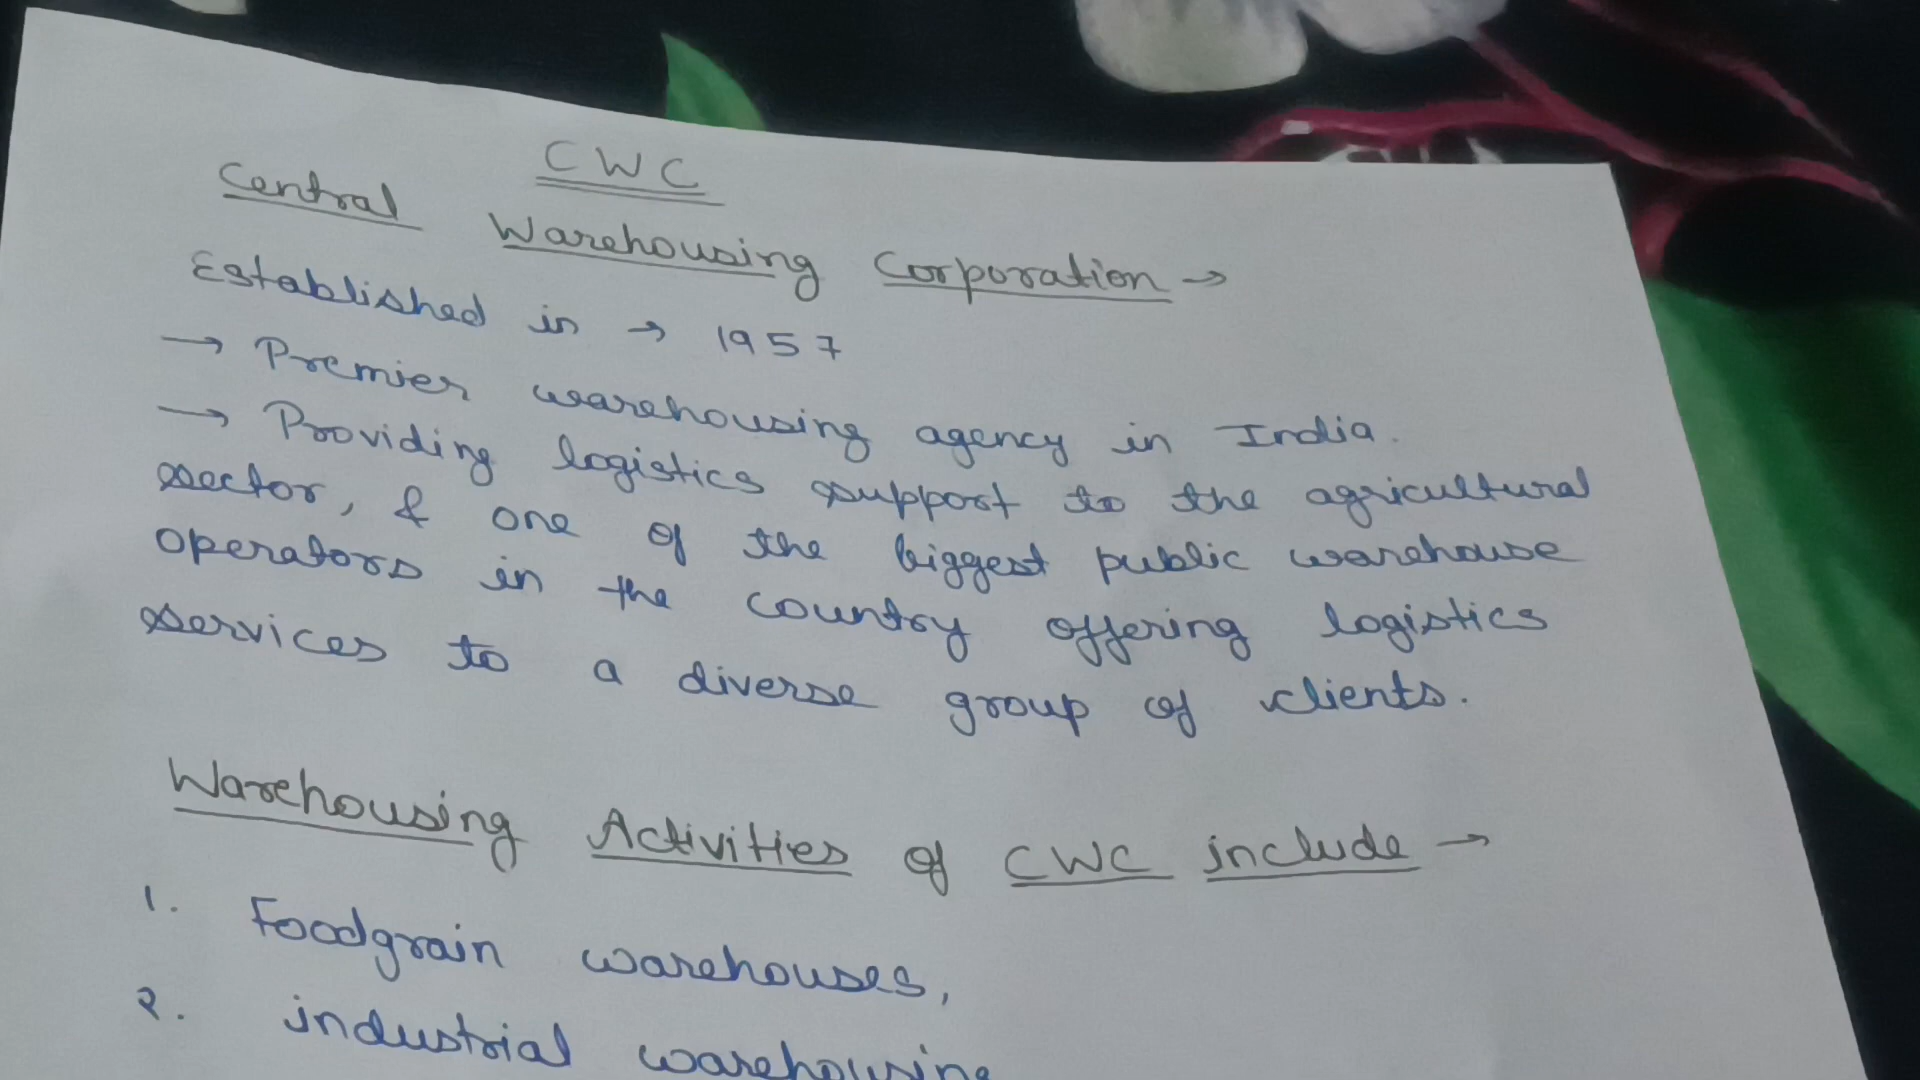 CWC
Central Warehousing Corporation →
Established in → 1957
→ Premier warehousing agency in India.
→ Providing logistics support to the agricultural
sector, & one of the biggest public warehouse
operators in the country offering logistics
services to a diverse group of clients.
Warehousing Activities of CWC include →
1. Foodgrain warehouses,
2. industrial warehousing